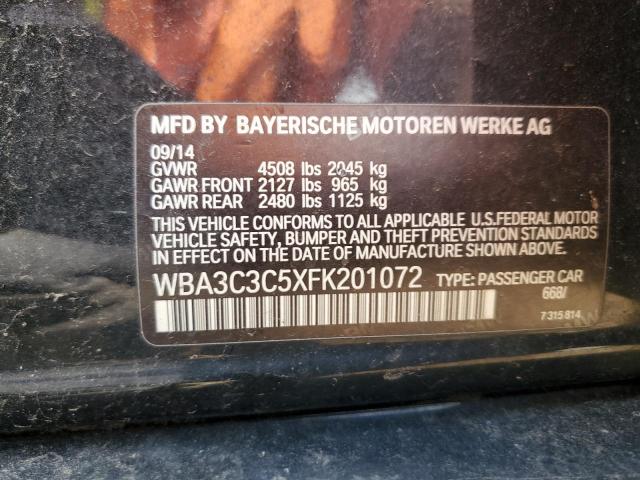 MFD BY BAYERISCHE MOTOREN WERKE AG
09/14
GVWR 4508 lbs 2045 kg
GAWR FRONT 2127 lbs 965 kg
GAWR REAR 2480 lbs 1125 kg
THIS VEHICLE CONFORMS TO ALL APPLICABLE U.S.FEDERAL MOTOR
VEHICLE SAFETY, BUMPER AND THEFT PREVENTION STANDARDS
IN EFFECT ON THE DATE OF MANUFACTURE SHOWN ABOVE.
WBA3C3C5XFK201072 TYPE: PASSENGER CAR
668/
7315814